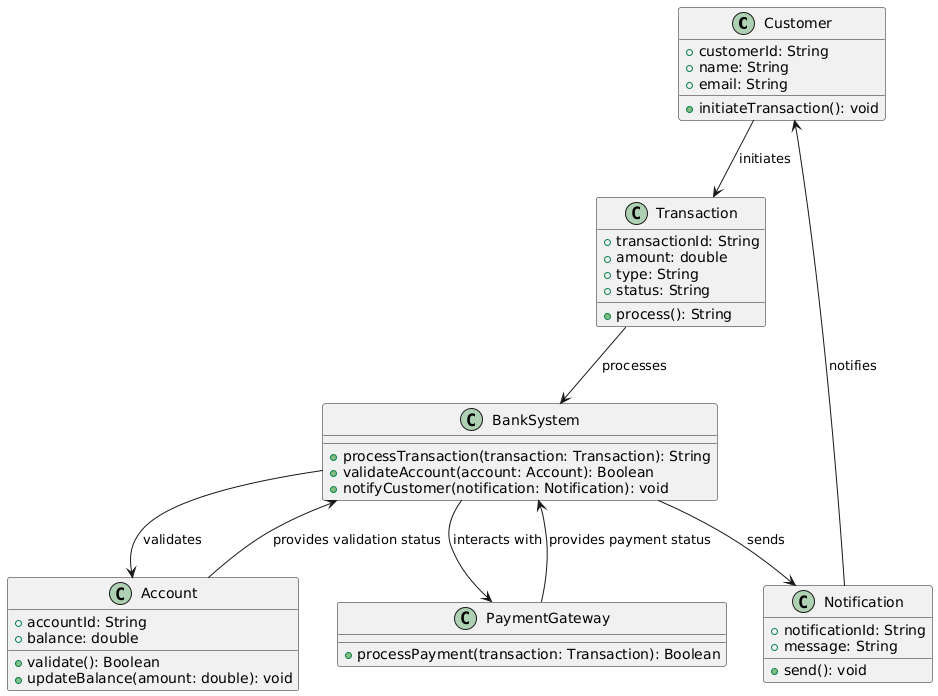 C Customer
+ customerId: String
+ name: String
+ email: String
+ initiateTransaction(): void
initiates
C Transaction
+ transactionId: String
+ amount: double
+ type: String
+ status: String
+ process(): String
processes
notifies
C BankSystem
+ processTransaction(transaction: Transaction): String
+ validateAccount(account: Account): Boolean
+ notifyCustomer(notification: Notification): void
validates
provides validation status
interacts with
provides payment status
sends
C Account
+ accountId: String
+ balance: double
+ validate(): Boolean
+ updateBalance(amount: double): void
C PaymentGateway
+ processPayment(transaction: Transaction): Boolean
C Notification
+ notificationId: String
+ message: String
+ send(): void